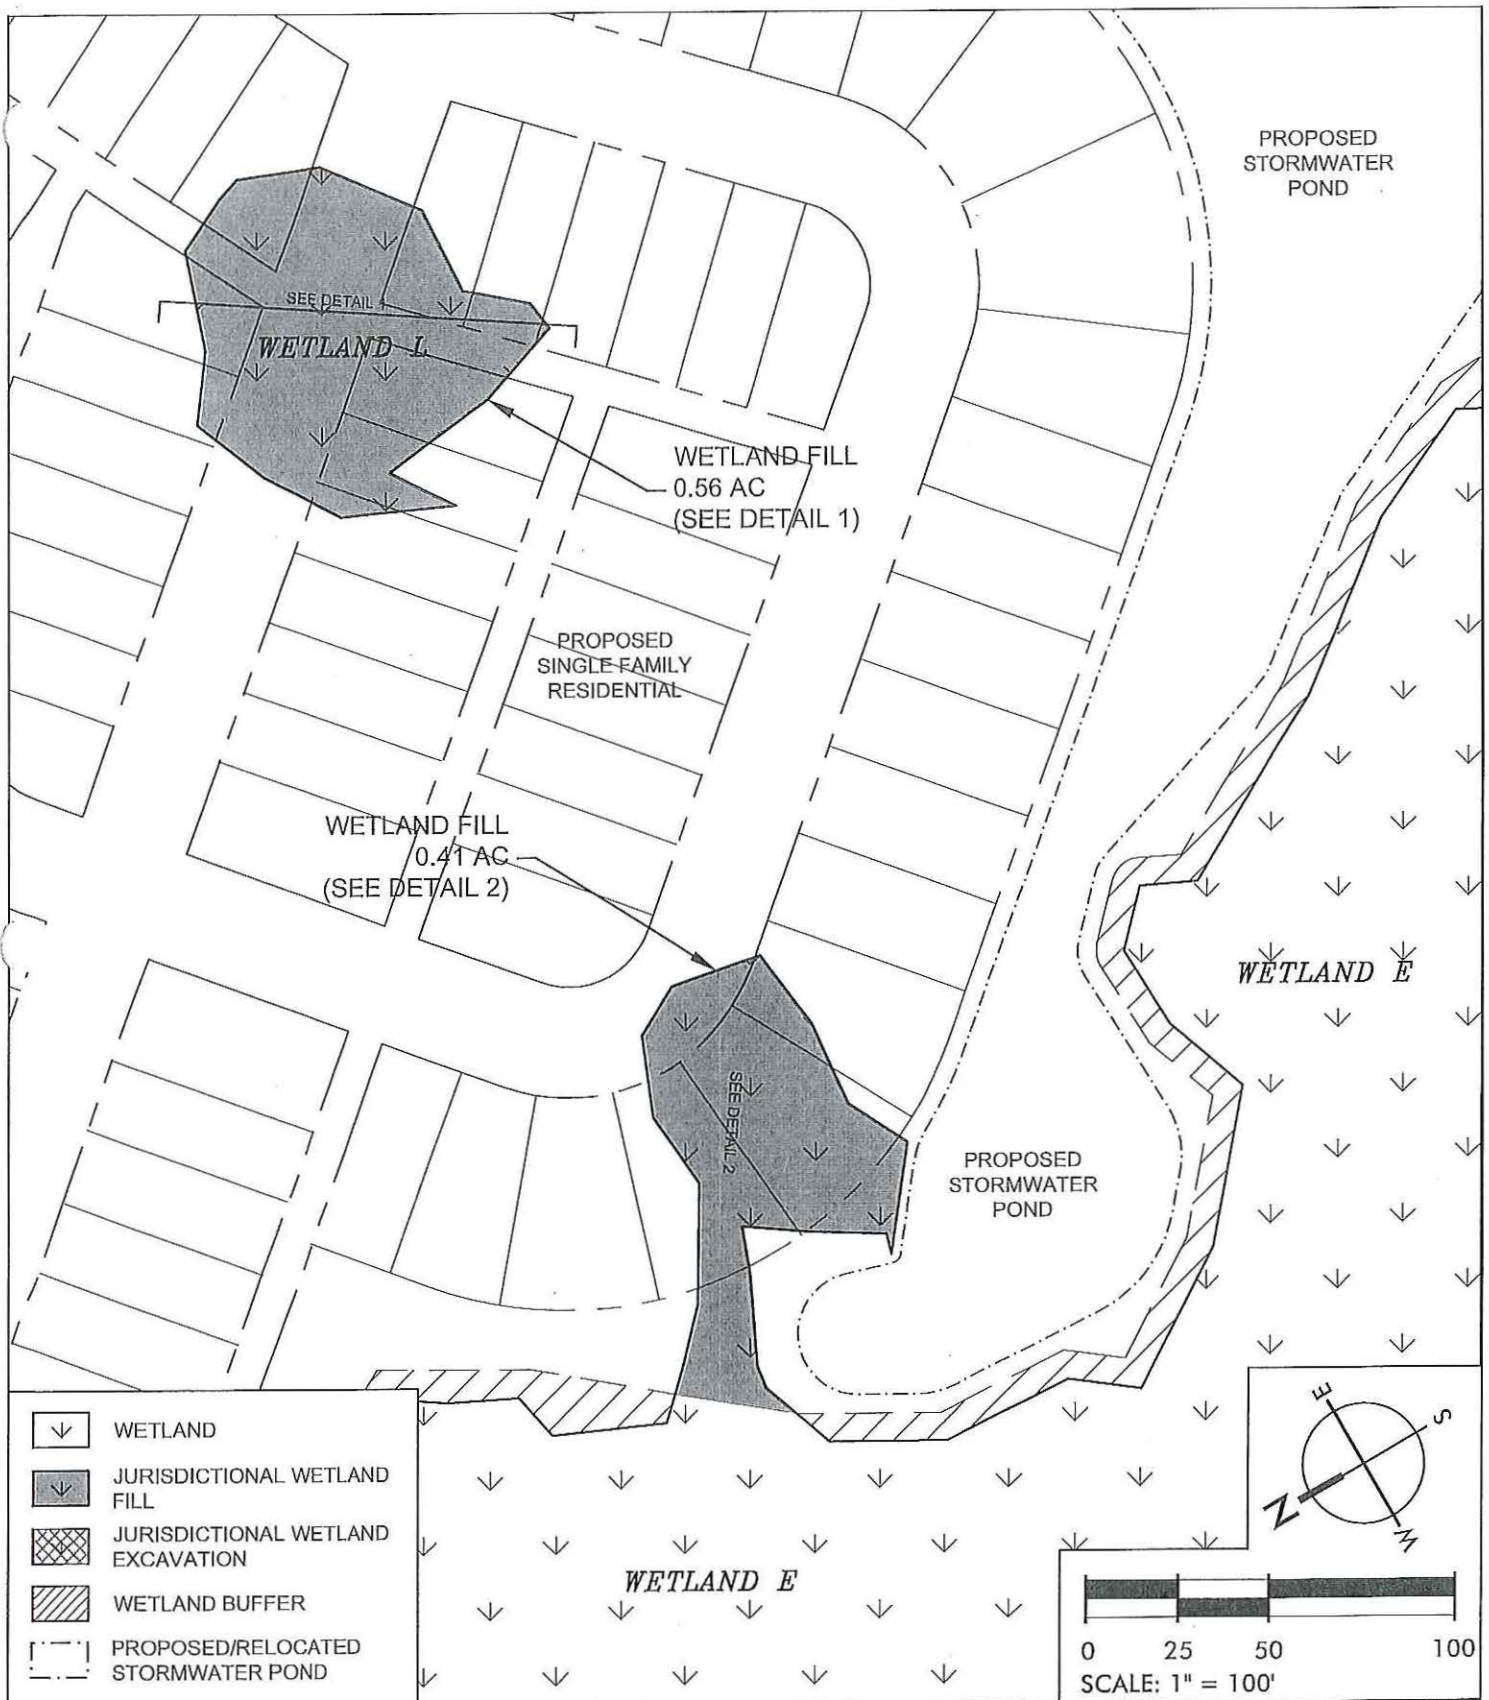 PROPOSED
STORMWATER
POND
SEE DETAIL
WETLAND L
WETLAND FILL
0.56 AC
(SEE DETAIL 1)
PROPOSED
SINGLE FAMILY
RESIDENTIAL
WETLAND FILL
0.41 AC
(SEE DETAIL 2)
WETLAND E
SEE DETAIL 2
PROPOSED
STORMWATER
POND
WETLAND
JURISDICTIONAL WETLAND
FILL
JURISDICTIONAL WETLAND
EXCAVATION
WETLAND BUFFER
PROPOSED/RELOCATED
STORMWATER POND
WETLAND E
E
S
N
W
0 25 50 100
SCALE: 1" = 100'